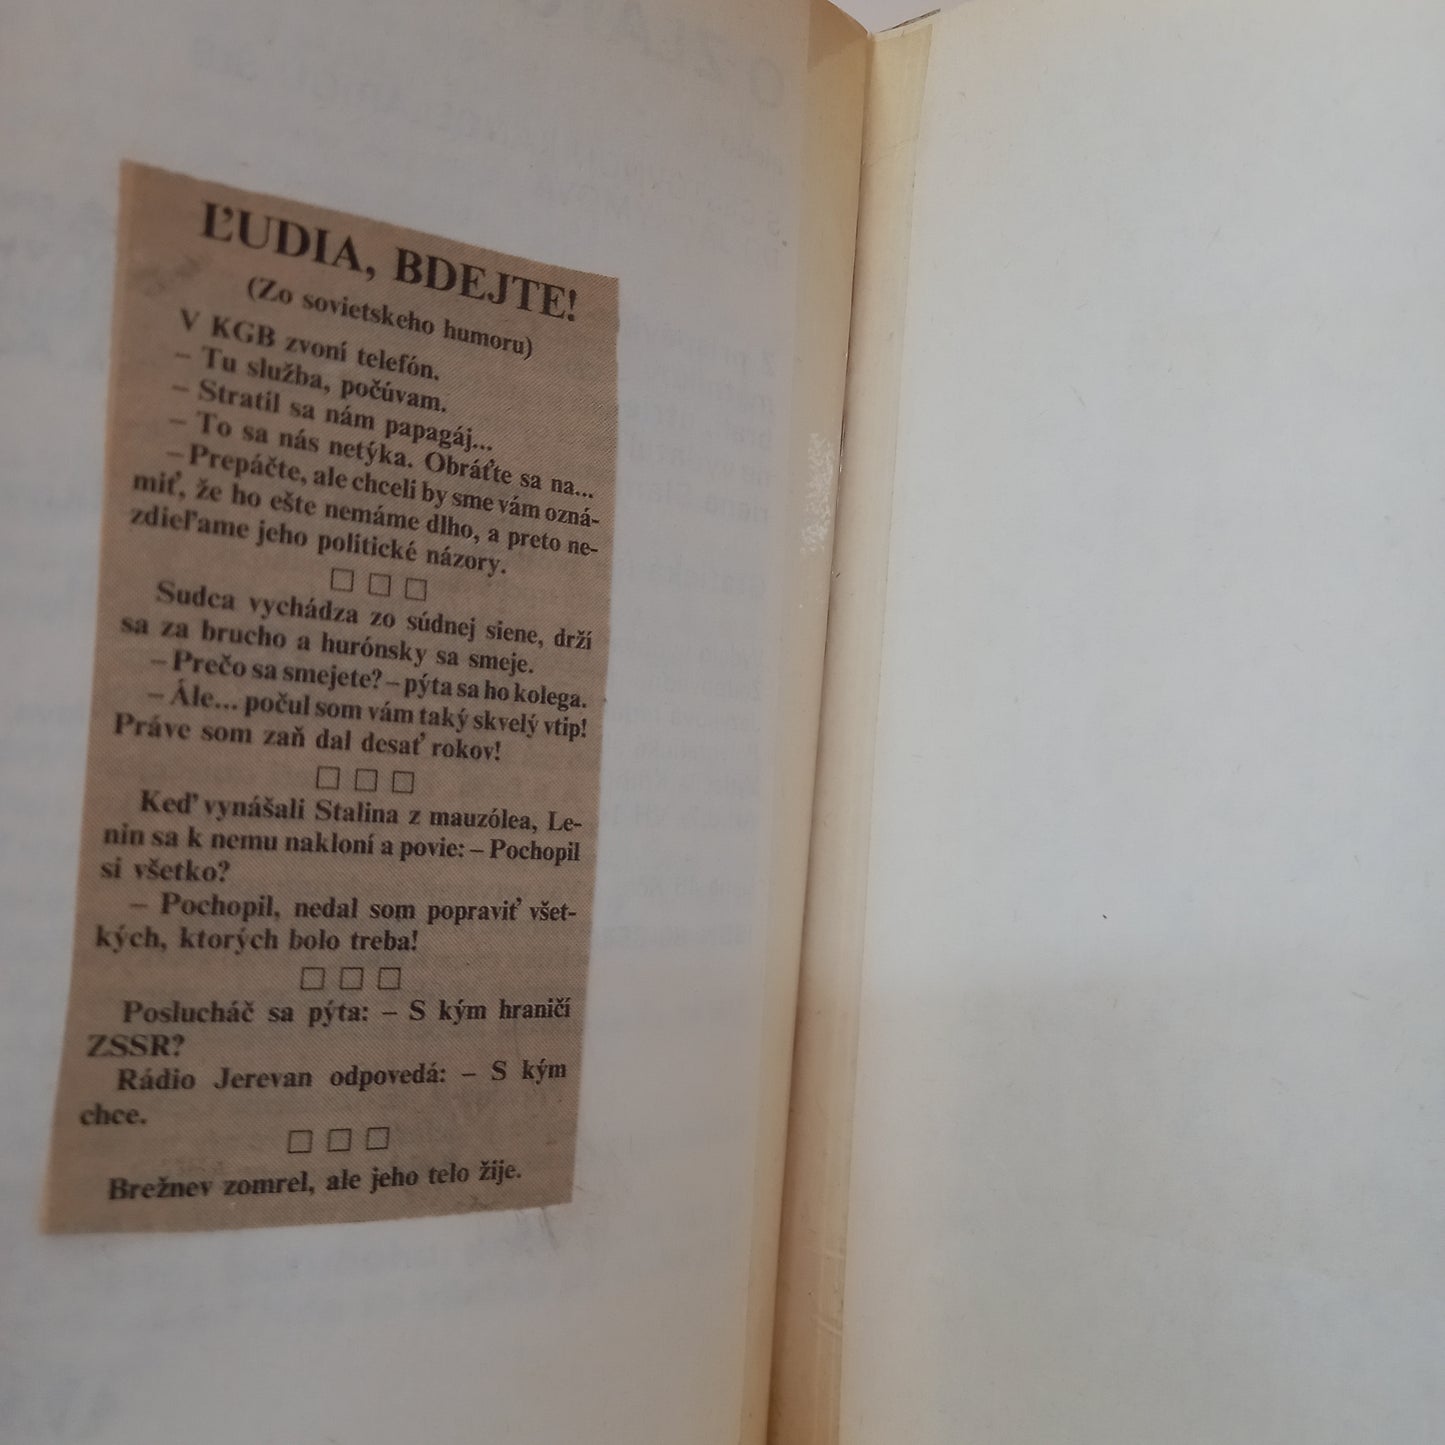 ĽUDIA, BDEJTE!
(Zo sovietskeho humoru)
V KGB zvoní telefón.
– Tu služba, počúvam.
– Stratil sa nám papagáj...
– To sa nás netýka. Obráťte sa na...
– Prepáčte, ale chceli by sme vám ozná-
miť, že ho ešte nemáme dlho, a preto ne-
zdieľame jeho politické názory.
□ □ □
Sudca vychádza zo súdnej siene, drží
sa za brucho a hurónsky sa smeje.
– Prečo sa smejete? – pýta sa ho kolega.
– Ále... počul som vám taký skvelý vtip!
Práve som zaň dal desať rokov!
□ □ □
Keď vynášali Stalina z mauzólea, Le-
nin sa k nemu nakloní a povie: – Pochopil
si všetko?
– Pochopil, nedal som popraviť všet-
kých, ktorých bolo treba!
□ □ □
Poslucháč sa pýta: – S kým hraničí
ZSSR?
Rádio Jerevan odpovedá: – S kým
chce.
□ □ □
Brežnev zomrel, ale jeho telo žije.